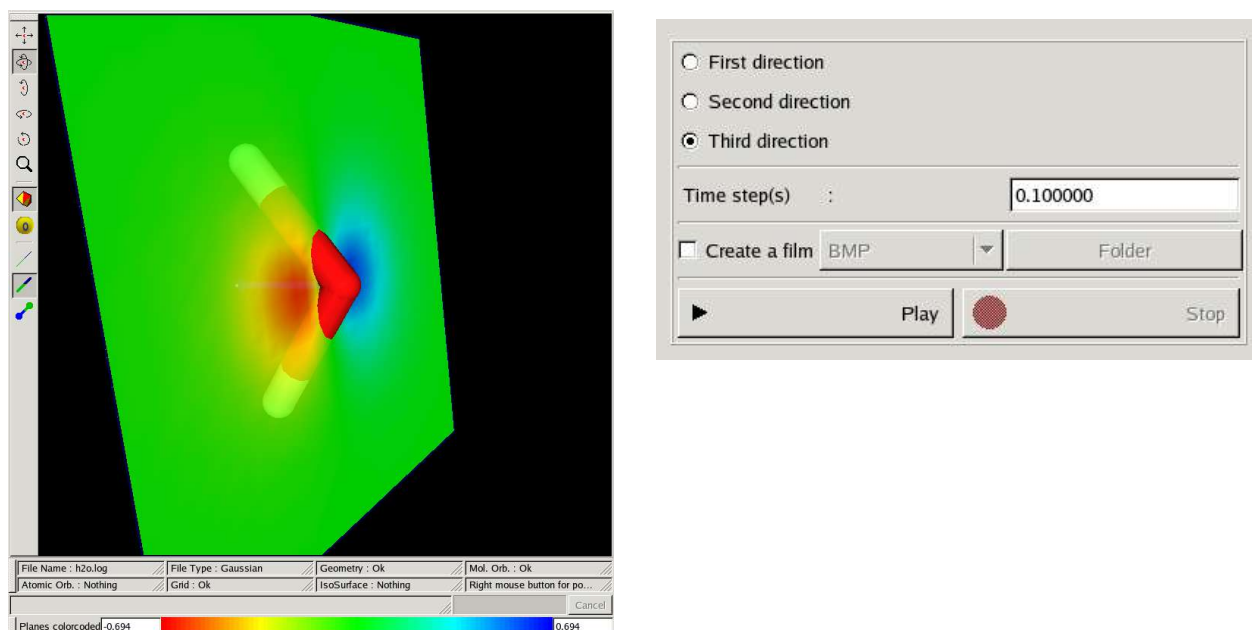 File Name : h2o.log File Type : Gaussian Geometry : Ok Mol. Orb. : Ok
Atomic Orb. : Nothing Grid : Ok IsoSurface : Nothing Right mouse button for po...
Cancel
Planes colorcoded -0.694 0.694
First direction
Second direction
Third direction
Time step(s) : 0.100000
Create a film BMP Folder
Play Stop